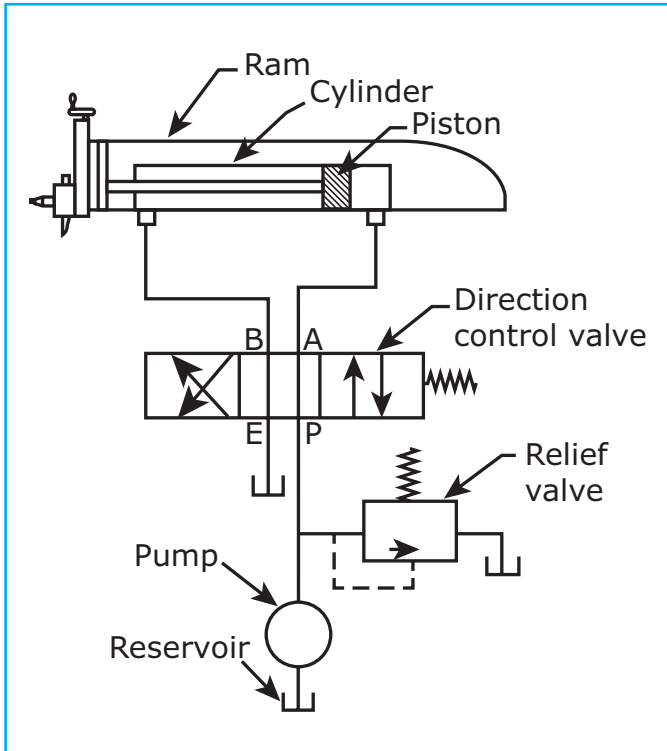 Ram
Cylinder
Piston
Direction
control valve
B A
E P
Relief
valve
Pump
Reservoir